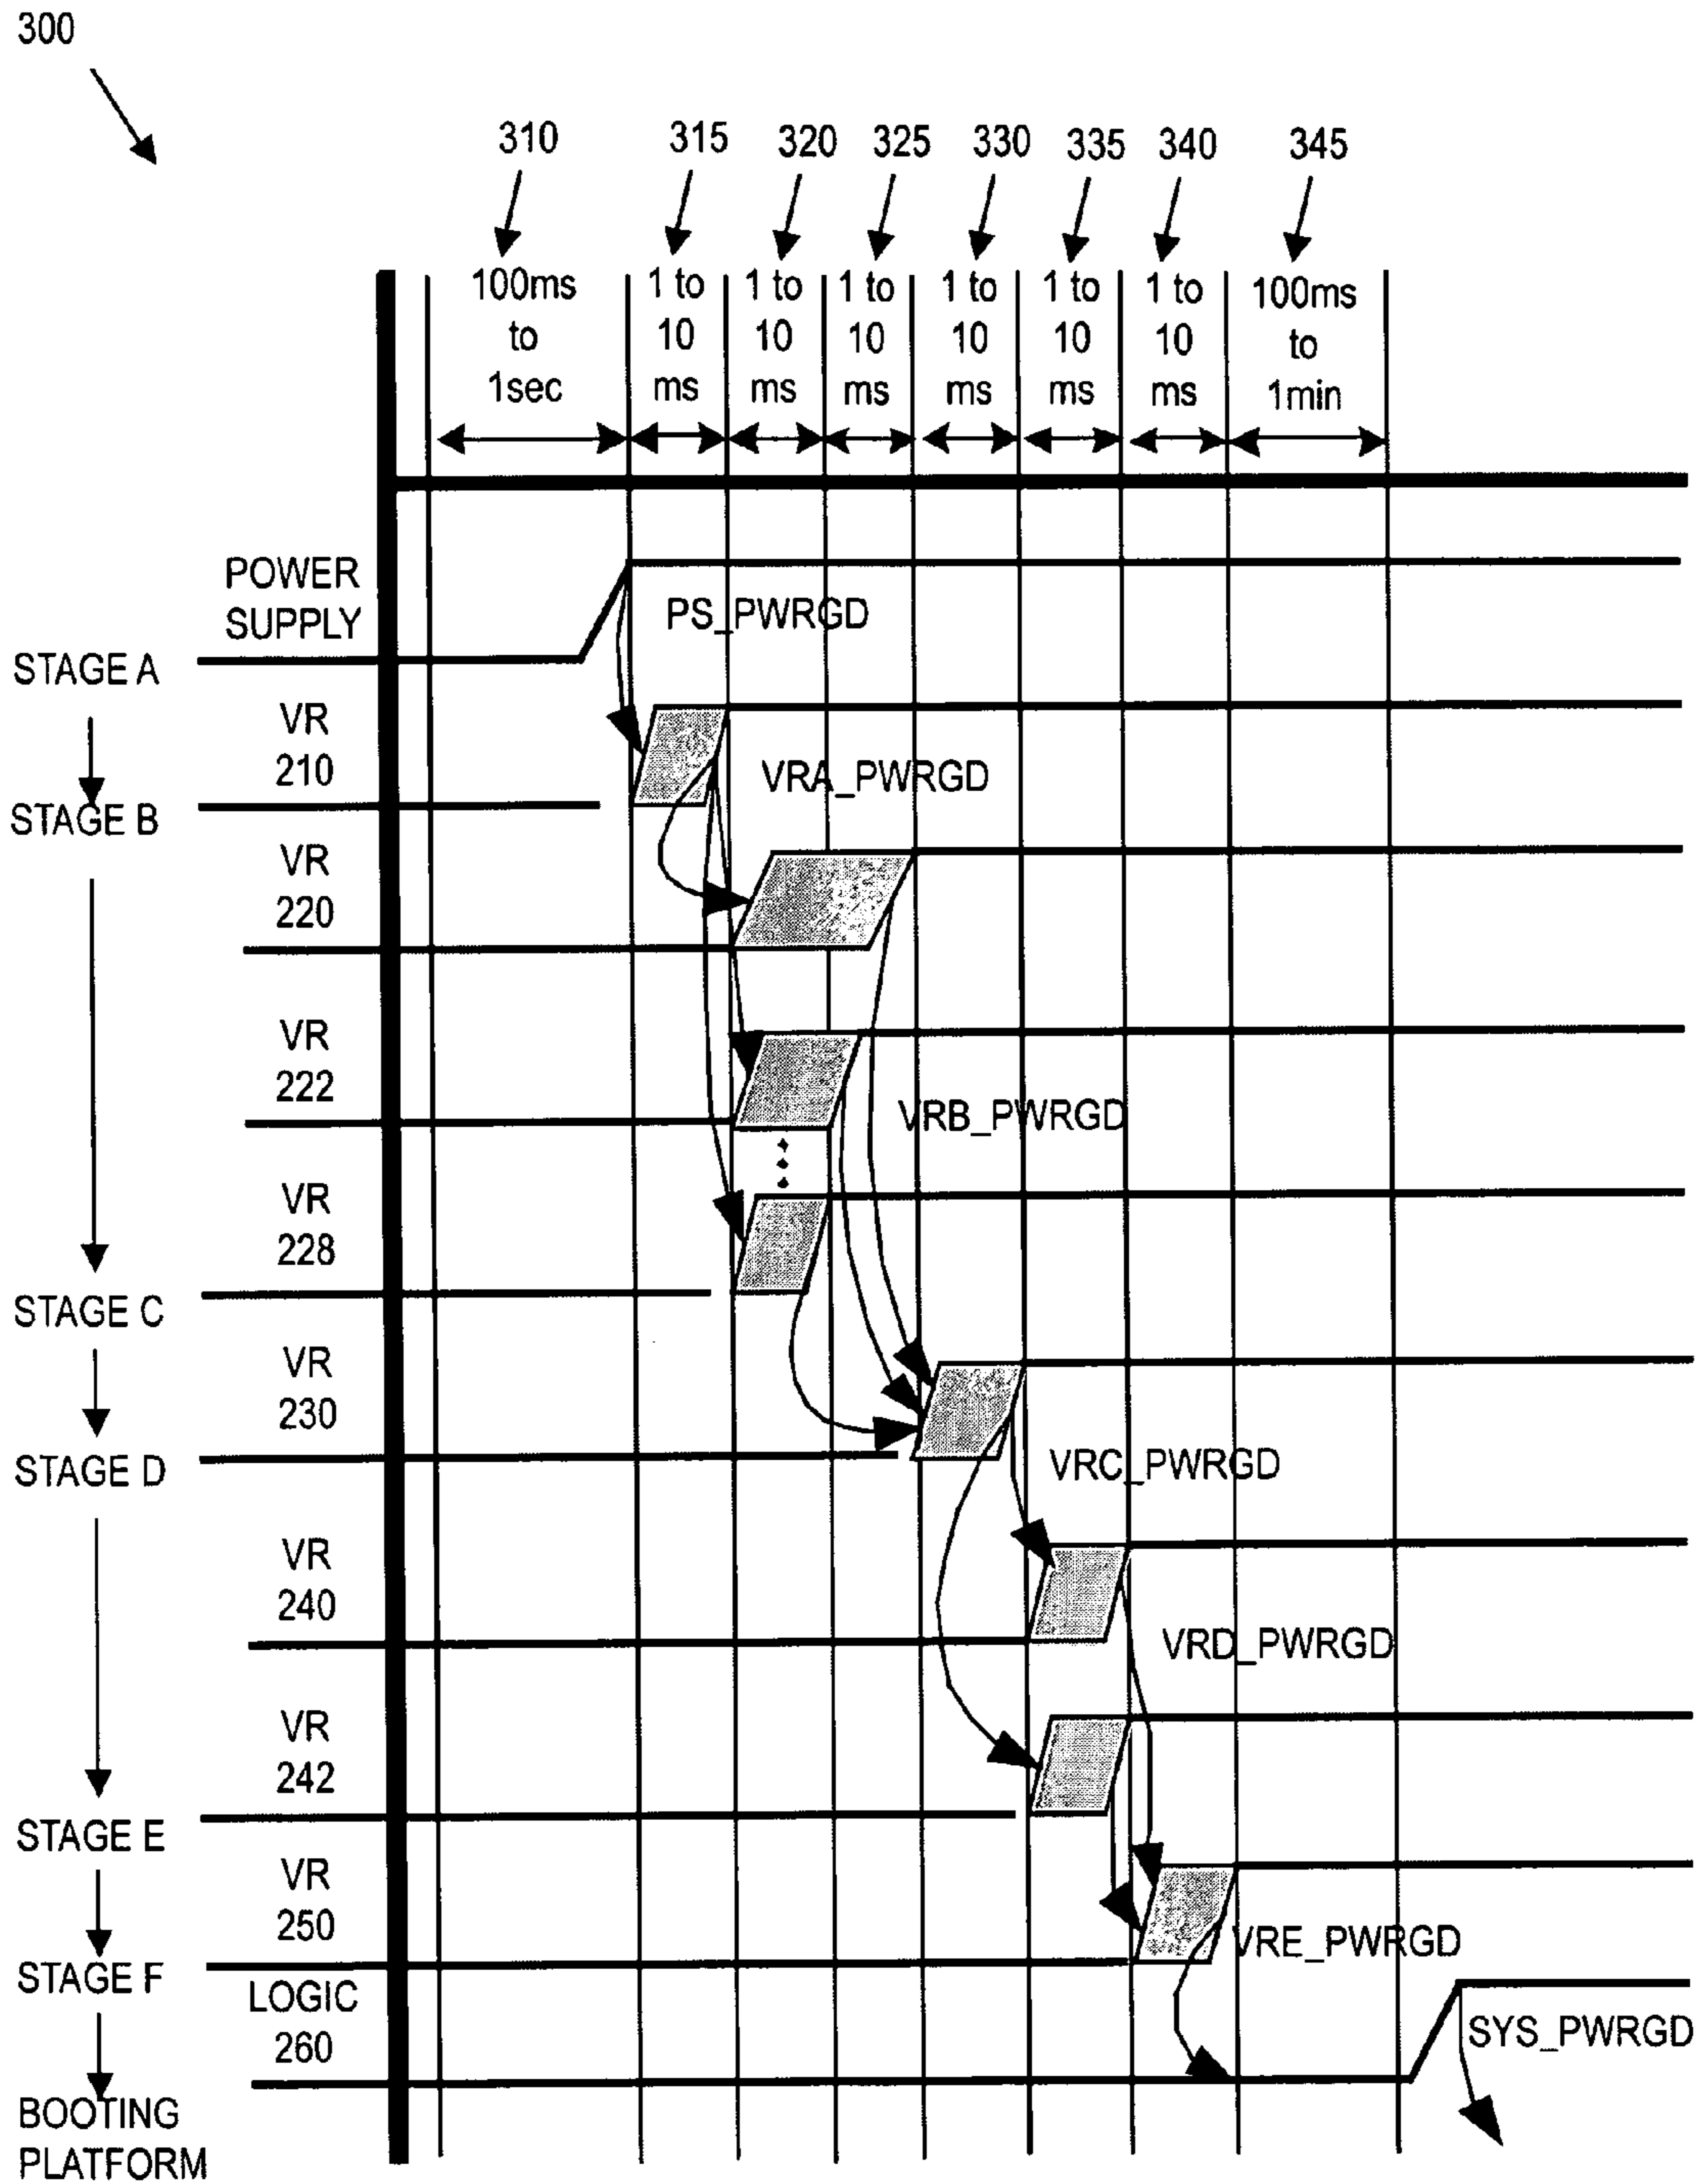 300
310 315 320 325 330 335 340 345
100ms 1 to 1 to 1 to 1 to 1 to 1 to 100ms
to 10 10 10 10 10 10 to
1sec ms ms ms ms ms ms 1min
POWER
SUPPLY
PS_PWRGD
STAGE A
VR
210
VRA_PWRGD
STAGE B
VR
220
VR
222
VRB_PWRGD
VR
228
STAGE C
VR
230
VRC_PWRGD
STAGE D
VR
240
VRD_PWRGD
VR
242
STAGE E
VR
250
VRE_PWRGD
STAGE F
LOGIC
260
SYS_PWRGD
BOOTING
PLATFORM